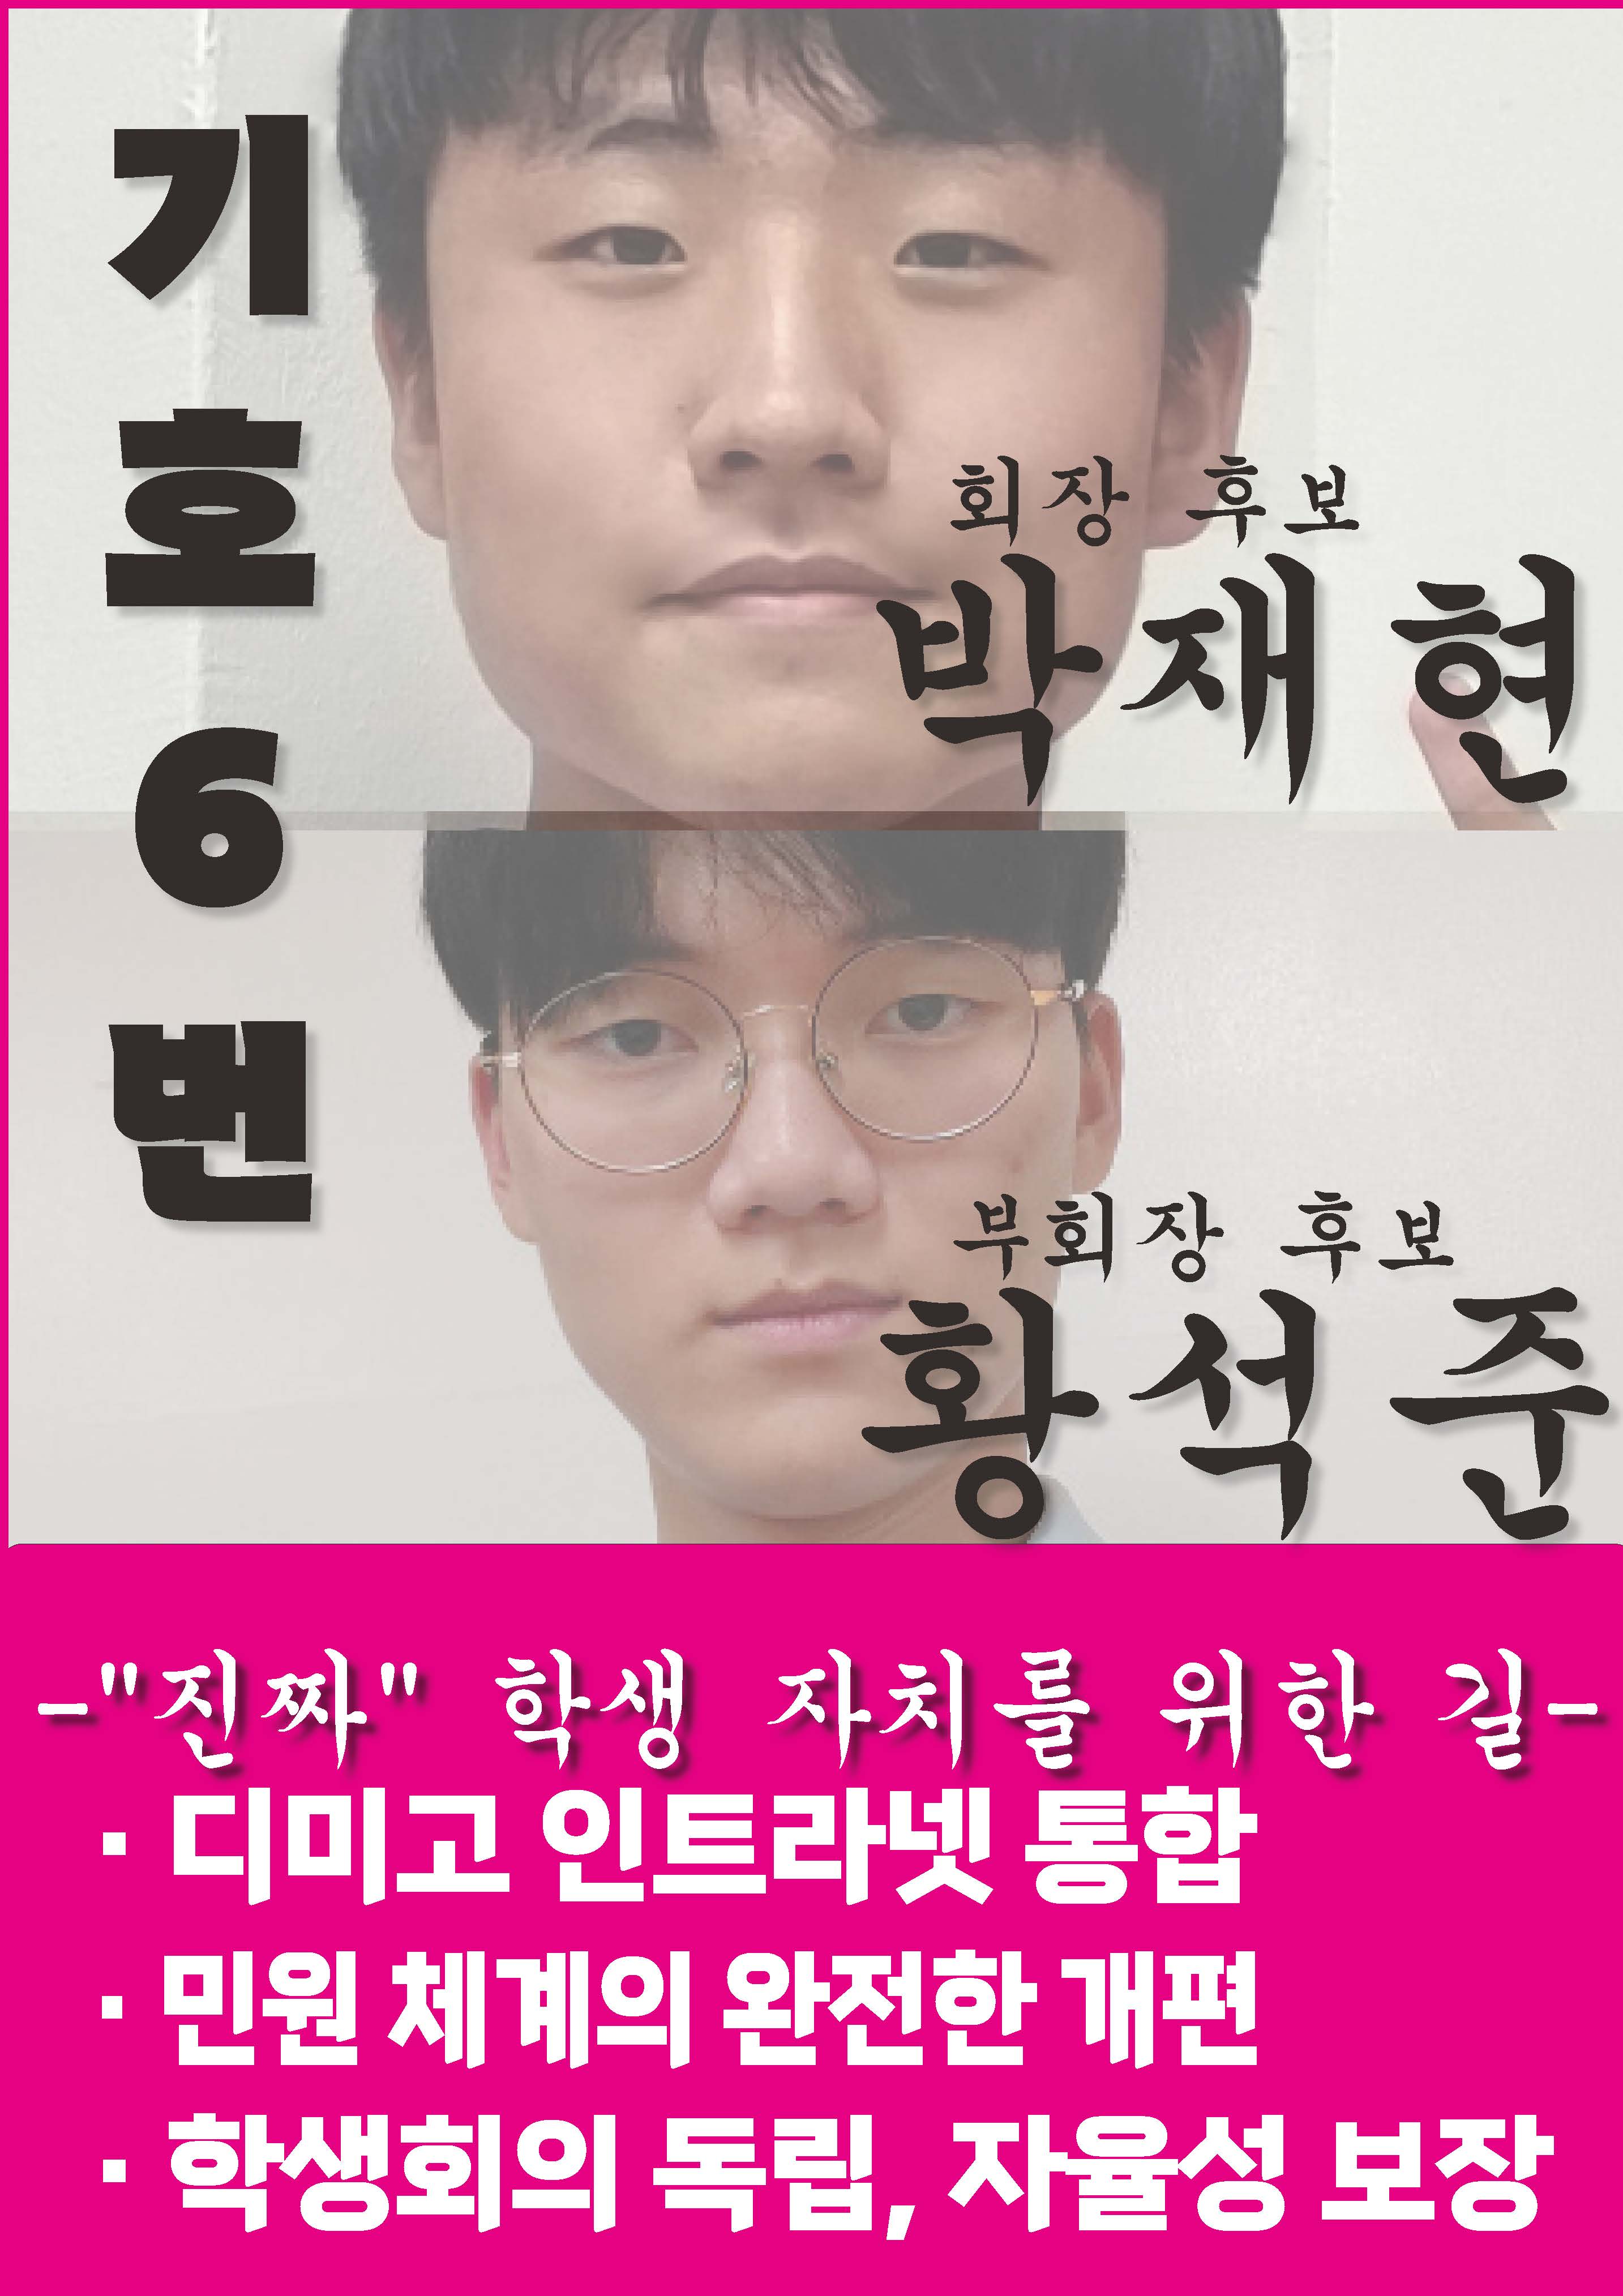 기호6번
회장 후보
박재현
부회장 후보
황석준
-"진짜" 학생 자치를 위한 길-
· 디미고 인트라넷 통합
· 민원 체계의 완전한 개편
· 학생회의 독립, 자율성 보장